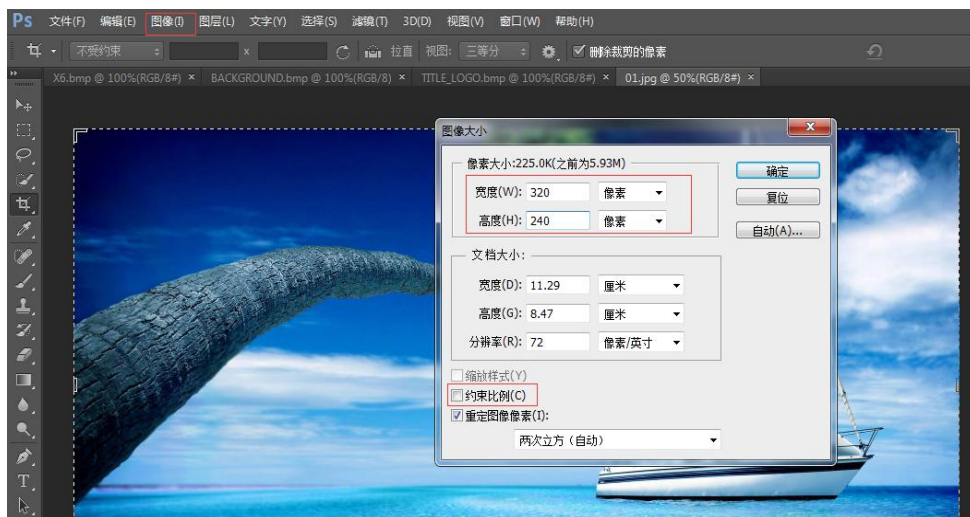 Ps 文件(F) 编辑(E) 图像(I) 图层(L) 文字(Y) 选择(S) 滤镜(T) 3D(D) 视图(V) 窗口(W) 帮助(H)
不受约束 x 拉直 视图: 三等分 删除裁剪的像素
X6.bmp @ 100%(RGB/8#) × BACKGROUND.bmp @ 100%(RGB/8) × TITLE_LOGO.bmp @ 100%(RGB/8#) × 01.jpg @ 50%(RGB/8#) ×
图像大小
像素大小:225.0K(之前为5.93M)
确定
宽度(W): 320 像素
复位
高度(H): 240 像素
自动(A)...
文档大小:
宽度(D): 11.29 厘米
高度(G): 8.47 厘米
分辨率(R): 72 像素/英寸
缩放样式(Y)
约束比例(C)
重定图像像素(I):
两次立方（自动）